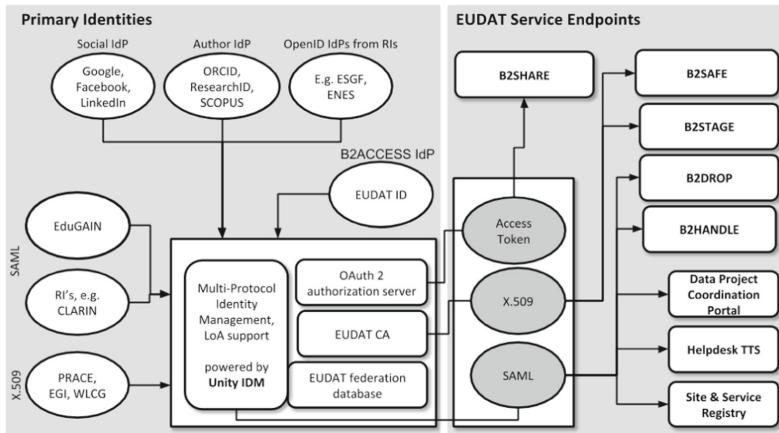 Primary Identities
EUDAT Service Endpoints
Social IdP
Author IdP
OpenID IdPs from RIs
Google,
Facebook,
LinkedIn
ORCID,
ResearchID,
SCOPUS
E.g. ESGF,
ENES
B2ACCESS IdP
EUDAT ID
SAML
EduGAIN
RI's, e.g.
CLARIN
X.509
PRACE,
EGI, WLCG
Multi-Protocol
Identity
Management,
LoA support
powered by
Unity IDM
OAuth 2
authorization server
EUDAT CA
EUDAT federation
database
Access
Token
X.509
SAML
B2SHARE
B2SAFE
B2STAGE
B2DROP
B2HANDLE
Data Project
Coordination
Portal
Helpdesk TTS
Site & Service
Registry